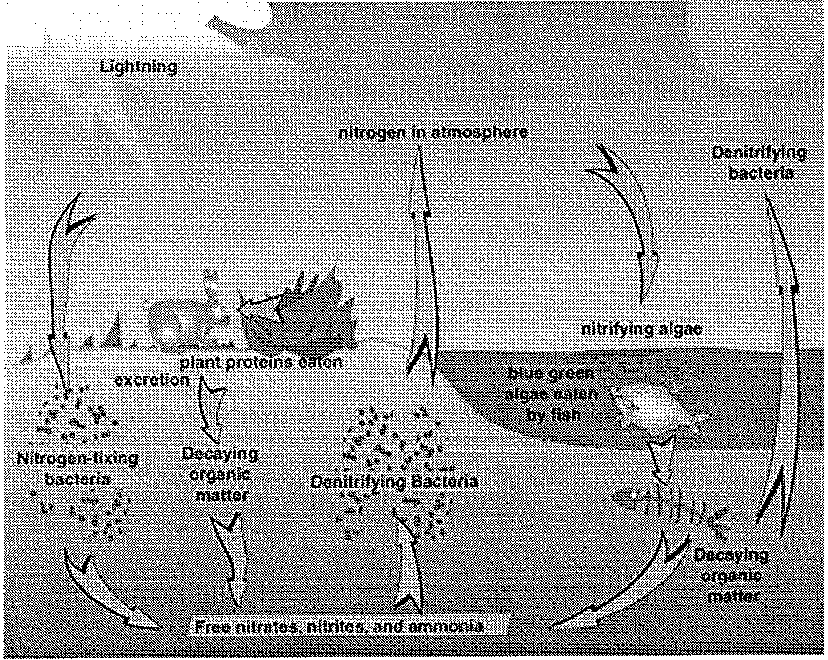 Lightning
nitrogen in atmosphere
Denitrifying
bacteria
nitrifying algae
plant proteins eaten
excretion
blue green
algae eaten
by fish
Nitrogen-fixing
bacteria
Decaying
organic
matter
Denitrifying Bacteria
Decaying
organic
matter
Free nitrates, nitrites, and ammonia